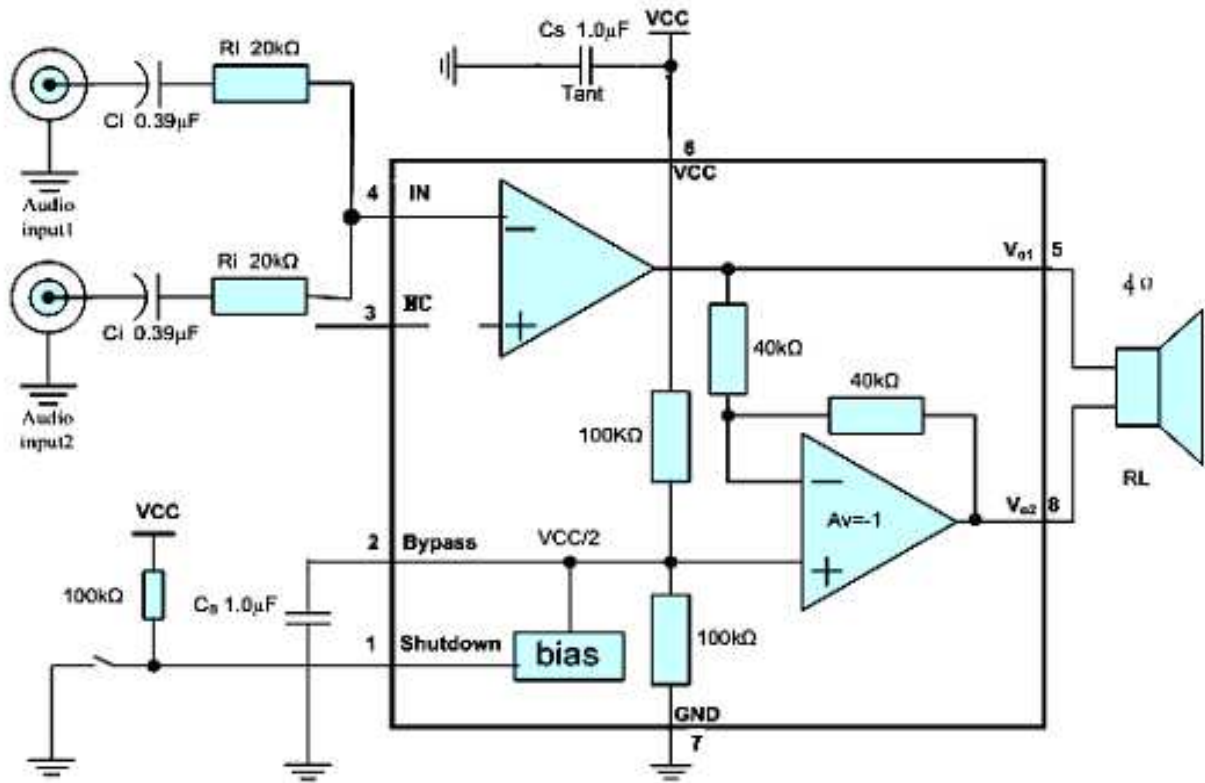 Cs 1.0µF
VCC
Tant
RI 20kΩ
CI 0.39µF
Audio
input1
6
VCC
4 IN
Ri 20kΩ
Ci 0.39µF
3 NC
Audio
input2
Vo1 5
4Ω
40kΩ
40kΩ
100KΩ
RL
Av=-1
Vo2 8
VCC
2 Bypass
VCC/2
100kΩ
Cs 1.0µF
1 Shutdown
bias
100kΩ
GND
7